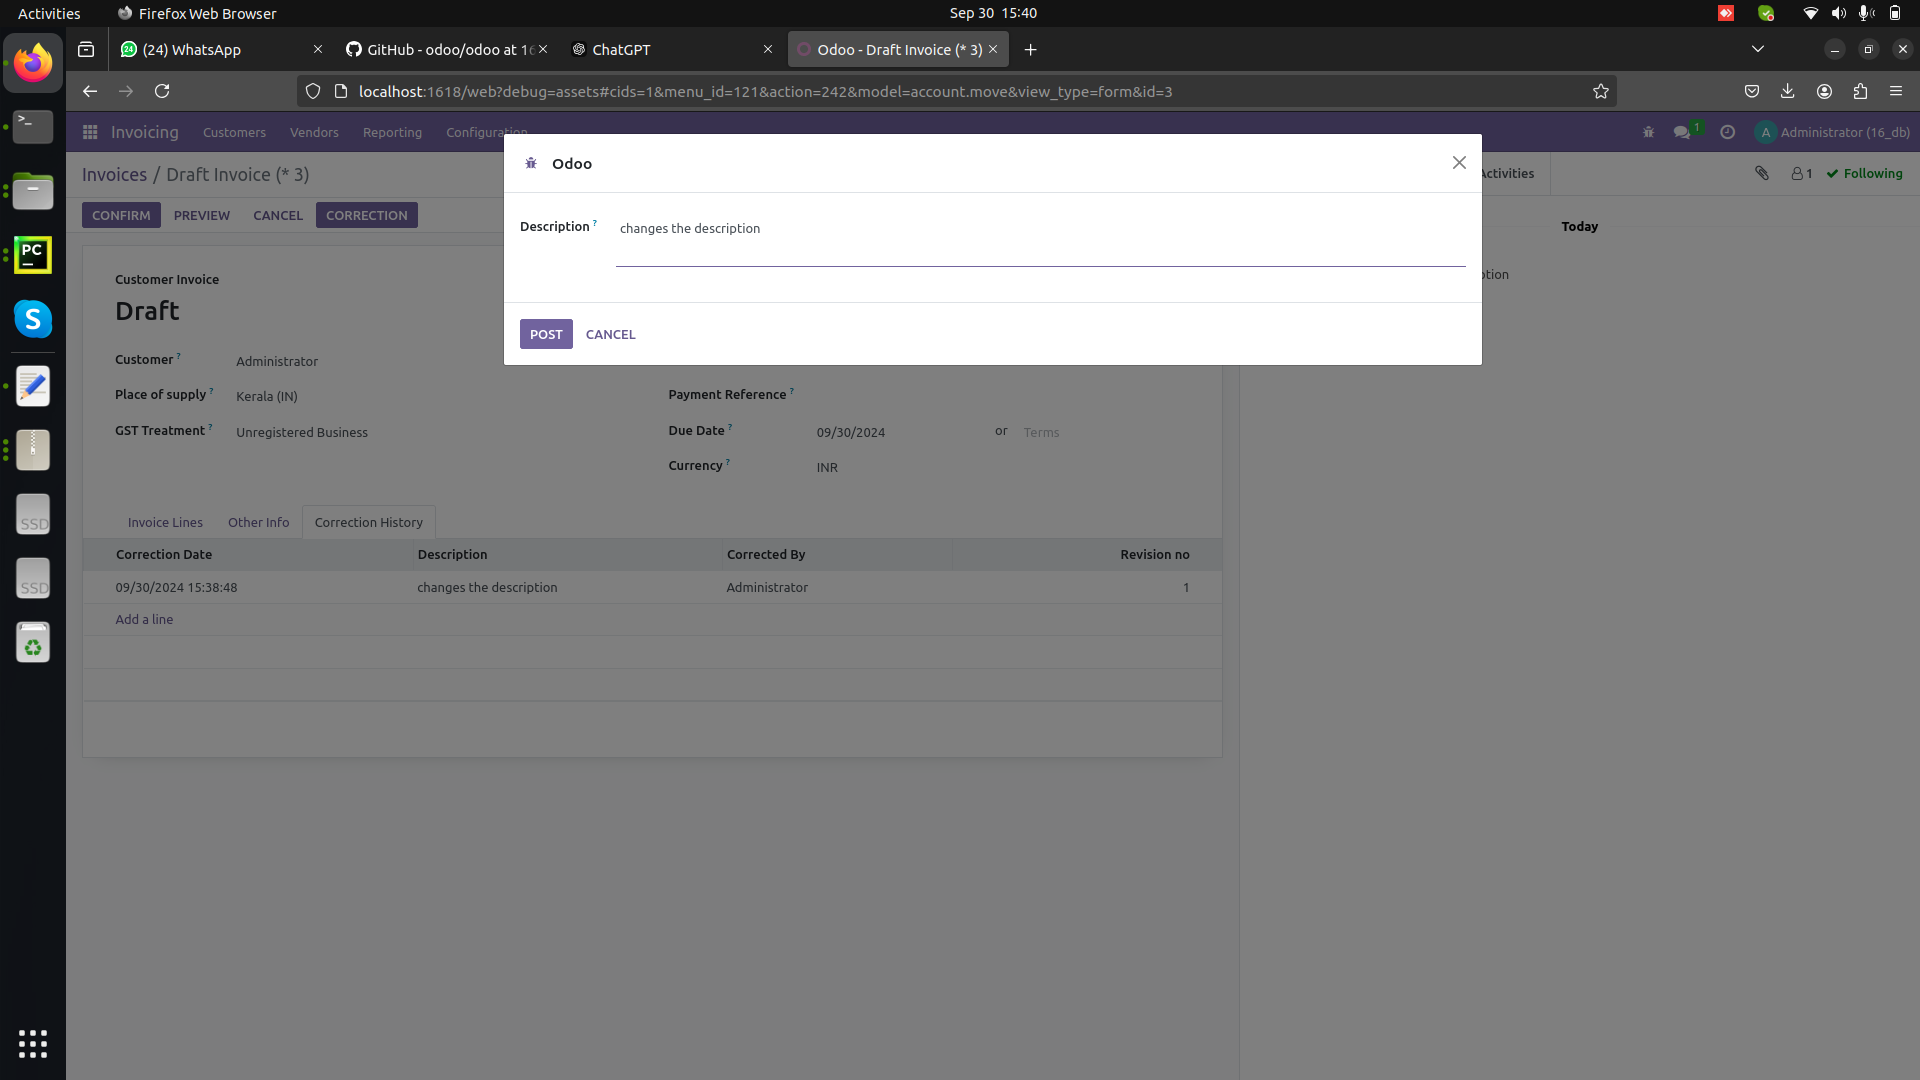 Activities
Firefox Web Browser
Sep 30 15:40
(24) WhatsApp
GitHub - odoo/odoo at 16
ChatGPT
Odoo - Draft Invoice (* 3)
localhost:1618/web?debug=assets#cids=1&menu_id=121&action=242&model=account.move&view_type=form&id=3
Invoicing
Customers
Vendors
Reporting
Configuration
1
A
Administrator (16_db)
Invoices / Draft Invoice (* 3)
Activities
1
Following
CONFIRM
PREVIEW
CANCEL
CORRECTION
Odoo
Description ?
changes the description
POST
CANCEL
Today
ption
Customer Invoice
Draft
Customer ?
Administrator
Place of supply ?
Kerala (IN)
GST Treatment ?
Unregistered Business
Payment Reference ?
Due Date ?
09/30/2024
or
Terms
Currency ?
INR
Invoice Lines
Other Info
Correction History
Correction Date
Description
Corrected By
Revision no
09/30/2024 15:38:48
changes the description
Administrator
1
Add a line
>_
PC
S
SSD
SSD